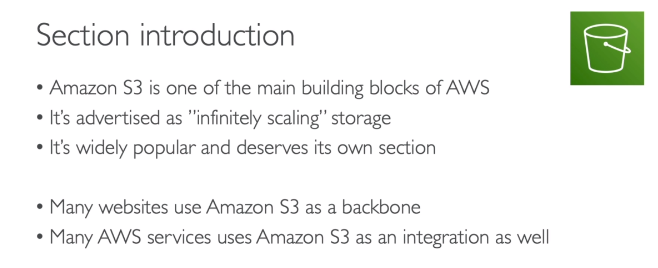 Section introduction
• Amazon S3 is one of the main building blocks of AWS
• It's advertised as ”infinitely scaling” storage
• It's widely popular and deserves its own section
• Many websites use Amazon S3 as a backbone
• Many AWS services uses Amazon S3 as an integration as well